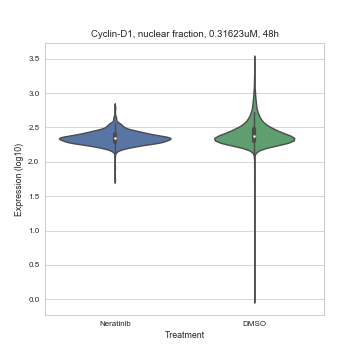 Cyclin-D1, nuclear fraction, 0.31623uM, 48h
3.5
3.0
2.5
2.0
1.5
1.0
0.5
0.0
Expression (log10)
Neratinib
DMSO
Treatment